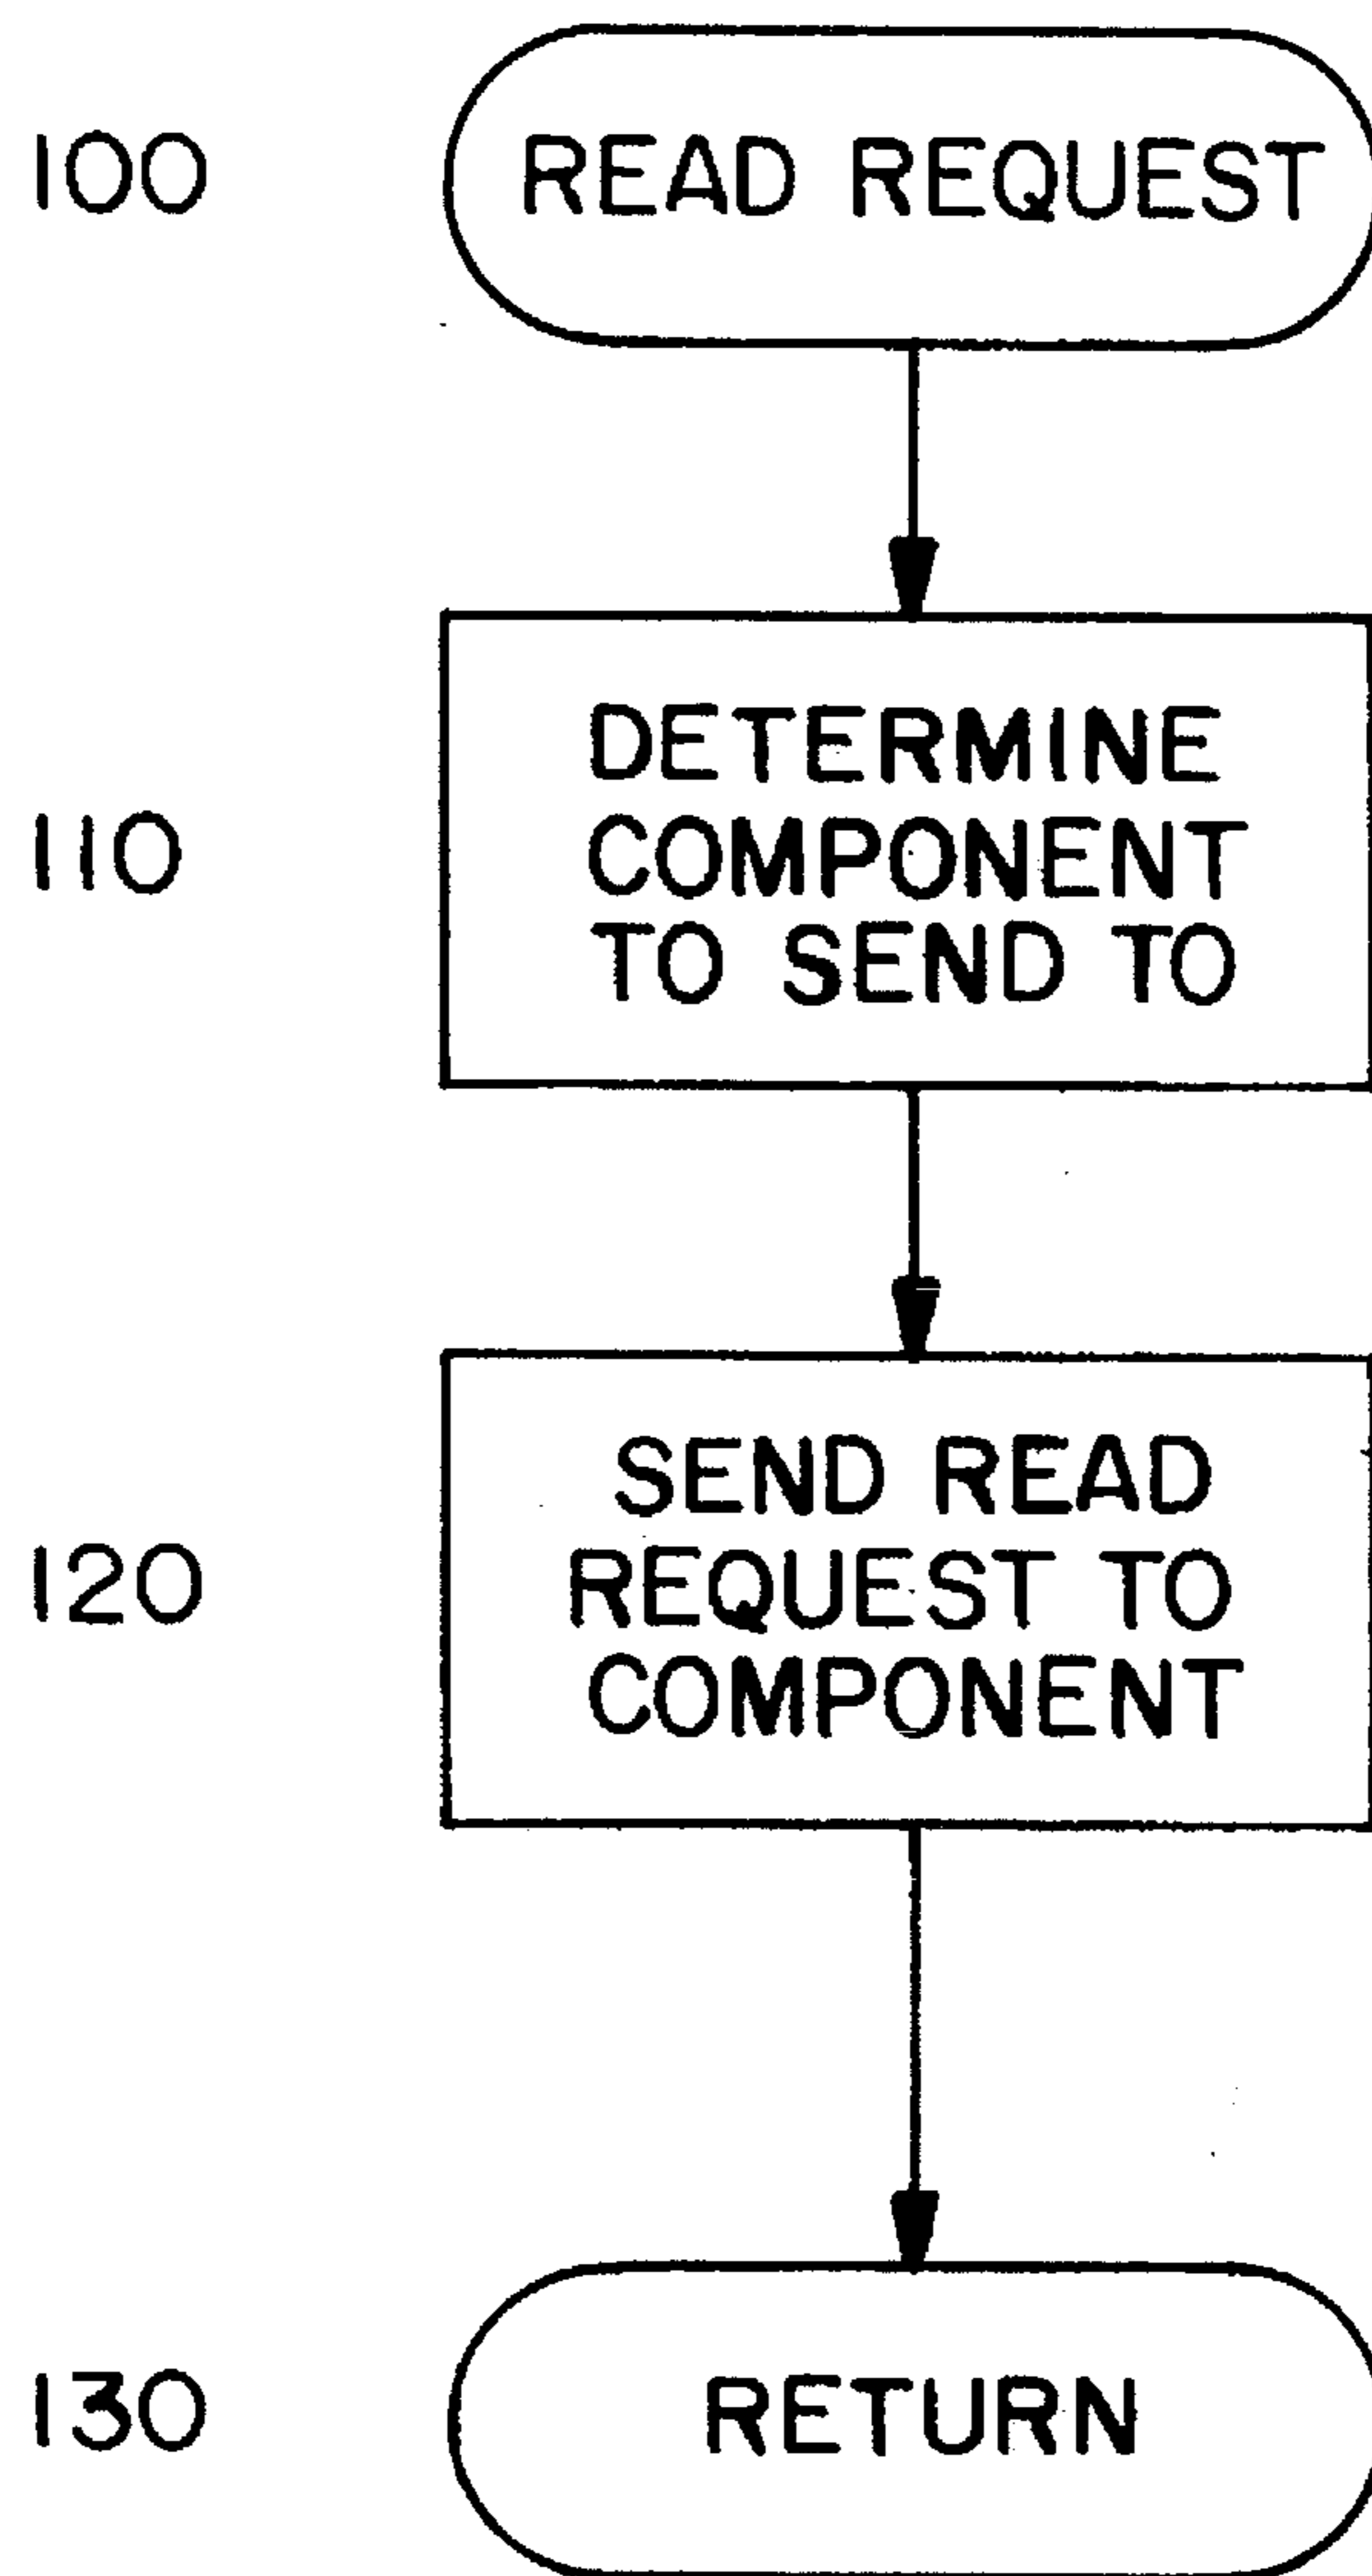 100
READ REQUEST
110
DETERMINE
COMPONENT
TO SEND TO
120
SEND READ
REQUEST TO
COMPONENT
130
RETURN